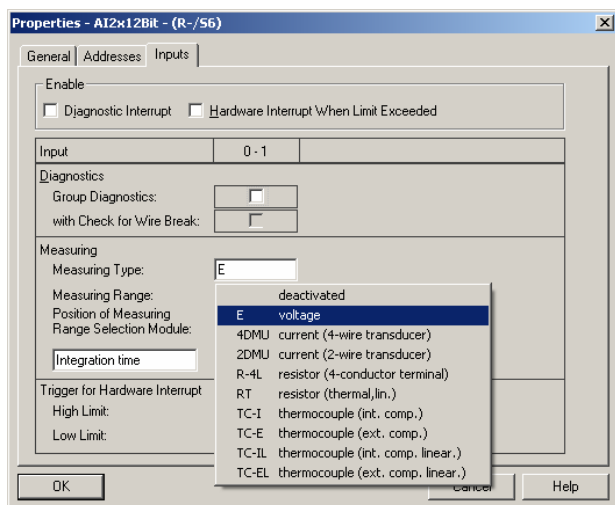 Properties - AI2x12Bit - (R-/S6)
General Addresses Inputs
Enable
Diagnostic Interrupt Hardware Interrupt When Limit Exceeded
Input 0 - 1
Diagnostics
Group Diagnostics:
with Check for Wire Break:
Measuring
Measuring Type: E
Measuring Range:
Position of Measuring
Range Selection Module:
Integration time
deactivated
E voltage
4DMU current (4-wire transducer)
2DMU current (2-wire transducer)
R-4L resistor (4-conductor terminal)
RT resistor (thermal,lin.)
TC-I thermocouple (int. comp.)
TC-E thermocouple (ext. comp.)
TC-IL thermocouple (int. comp. linear.)
TC-EL thermocouple (ext. comp. linear.)
Trigger for Hardware Interrupt
High Limit:
Low Limit:
OK Cancel Help